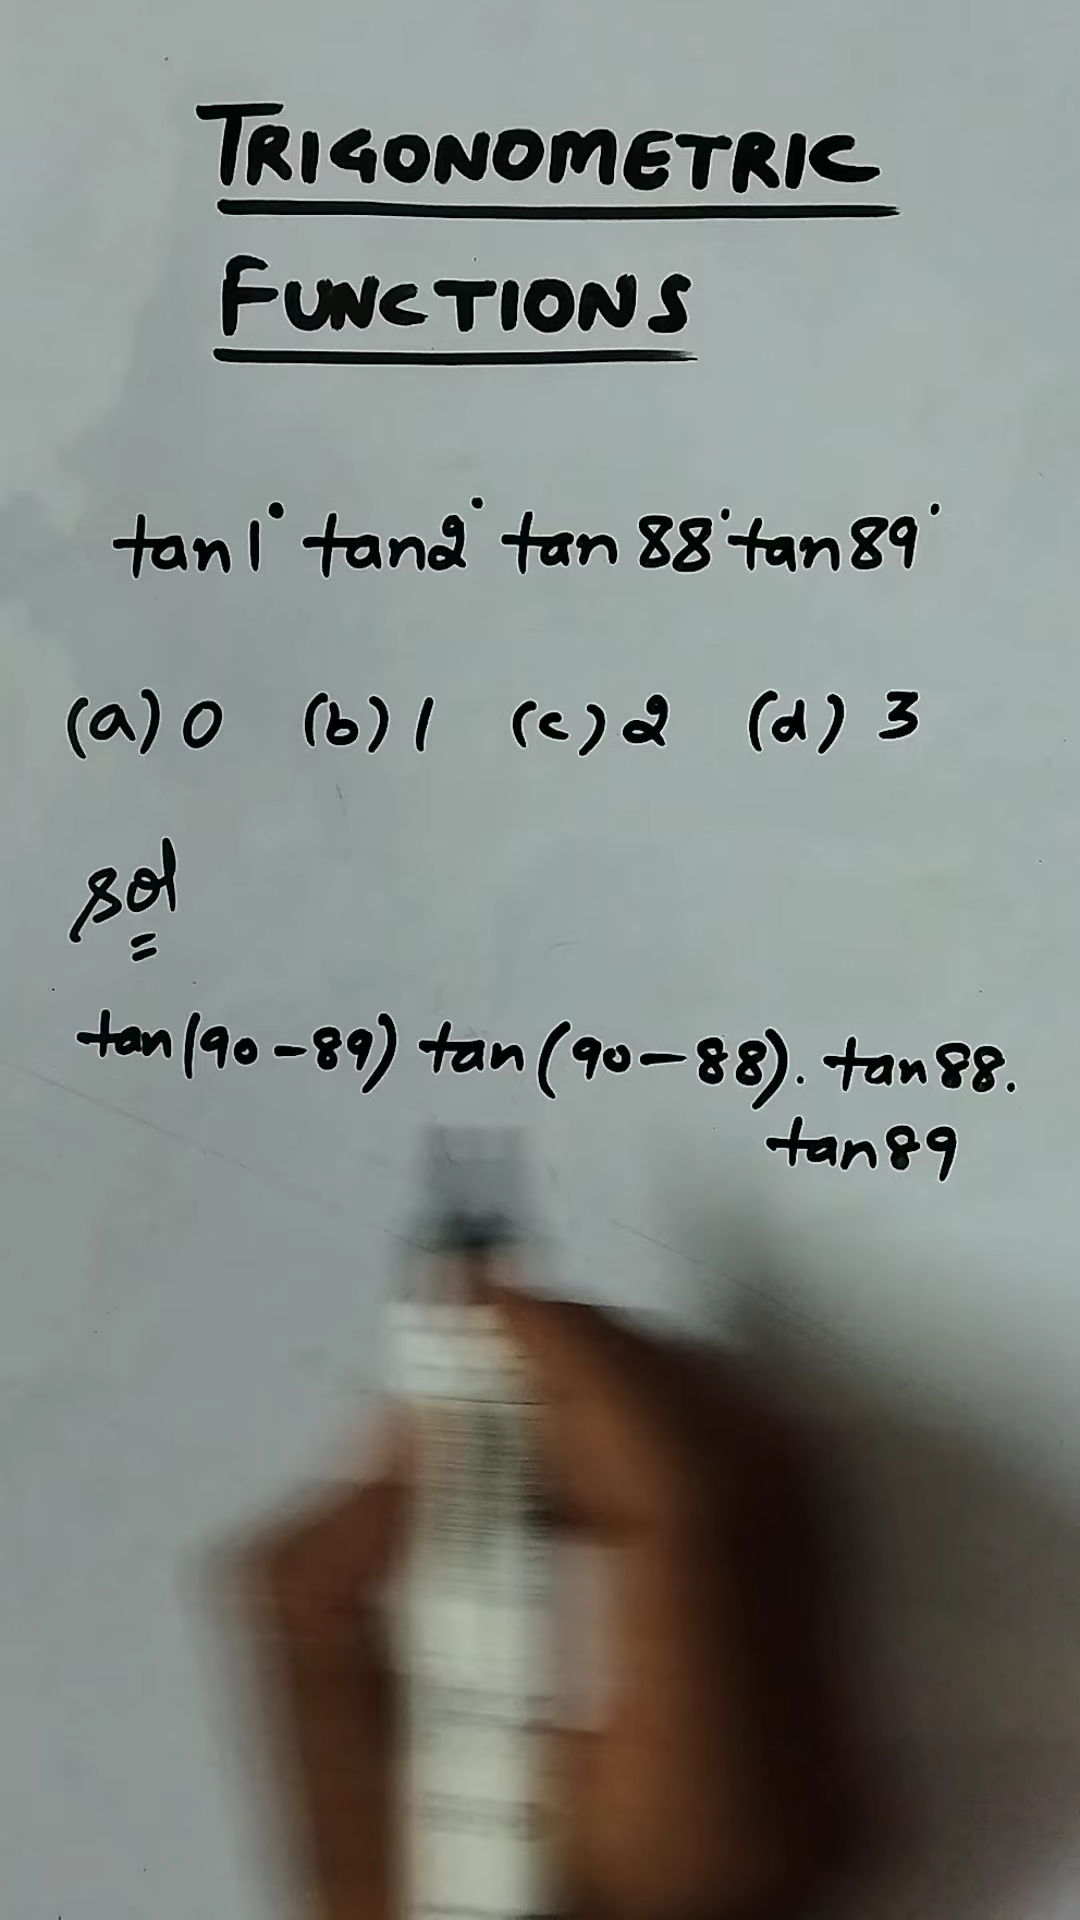 TRIGONOMETRIC
FUNCTIONS
tan1° tan2° tan88° tan89°
(a) 0 (b) 1 (c) 2 (d) 3
sol
tan(90-89) tan(90-88). tan88.
tan89